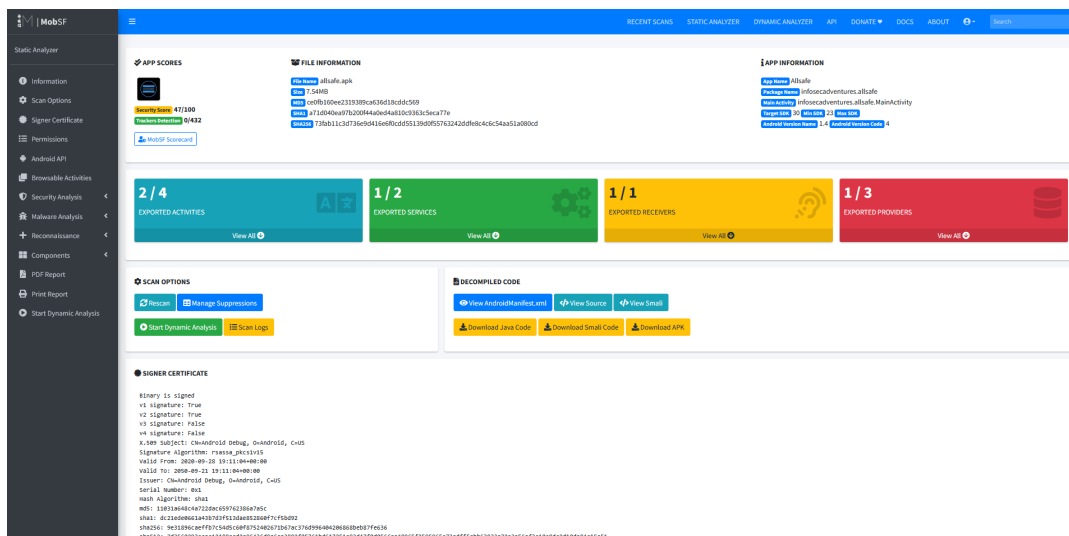 MobSF
RECENT SCANS STATIC ANALYZER DYNAMIC ANALYZER API DONATE ♥ DOCS ABOUT Search
Static Analyzer
Information
Scan Options
Signer Certificate
Permissions
Android API
Browsable Activities
Security Analysis
Malware Analysis
Reconnaissance
Components
PDF Report
Print Report
Start Dynamic Analysis
APP SCORES
Security Score 47/100
Trackers Detection 0/432
MobSF Scorecard
FILE INFORMATION
File Name allsafe.apk
Size 7.54MB
MD5 ce0fb160ee2319389ca636d18cddc569
SHA1 a71d040ea97b200f44a0ed4a810c9363c5eca77e
SHA256 73fab11c3d736e9d416e6f0cdd55139d0f55763242ddfe8c4c6c54aa51a080cd
APP INFORMATION
App Name Allsafe
Package Name infosecadventures.allsafe
Main Activity infosecadventures.allsafe.MainActivity
Target SDK 30 Min SDK 23 Max SDK
Android Version Name 1.4 Android Version Code 4
2 / 4
EXPORTED ACTIVITIES
View All
1 / 2
EXPORTED SERVICES
View All
1 / 1
EXPORTED RECEIVERS
View All
1 / 3
EXPORTED PROVIDERS
View All
SCAN OPTIONS
Rescan Manage Suppressions
Start Dynamic Analysis Scan Logs
DECOMPILED CODE
View AndroidManifest.xml View Source View Smali
Download Java Code Download Smali Code Download APK
SIGNER CERTIFICATE
Binary is signed
v1 signature: True
v2 signature: True
v3 signature: False
v4 signature: False
X.509 Subject: CN=Android Debug, O=Android, C=US
Signature Algorithm: rsassa_pkcs1v15
Valid From: 2020-09-28 19:11:04+00:00
Valid To: 2050-09-21 19:11:04+00:00
Issuer: CN=Android Debug, O=Android, C=US
Serial Number: 0x1
Hash Algorithm: sha1
md5: 11031a648c4a722dac659762386a7a5c
sha1: dc21ede0661a43b7d3f513dae852860f7cf5bd92
sha256: 9e31896caeffb7c54d5c60f8752402671b67ac376d996404206868beb87fe636